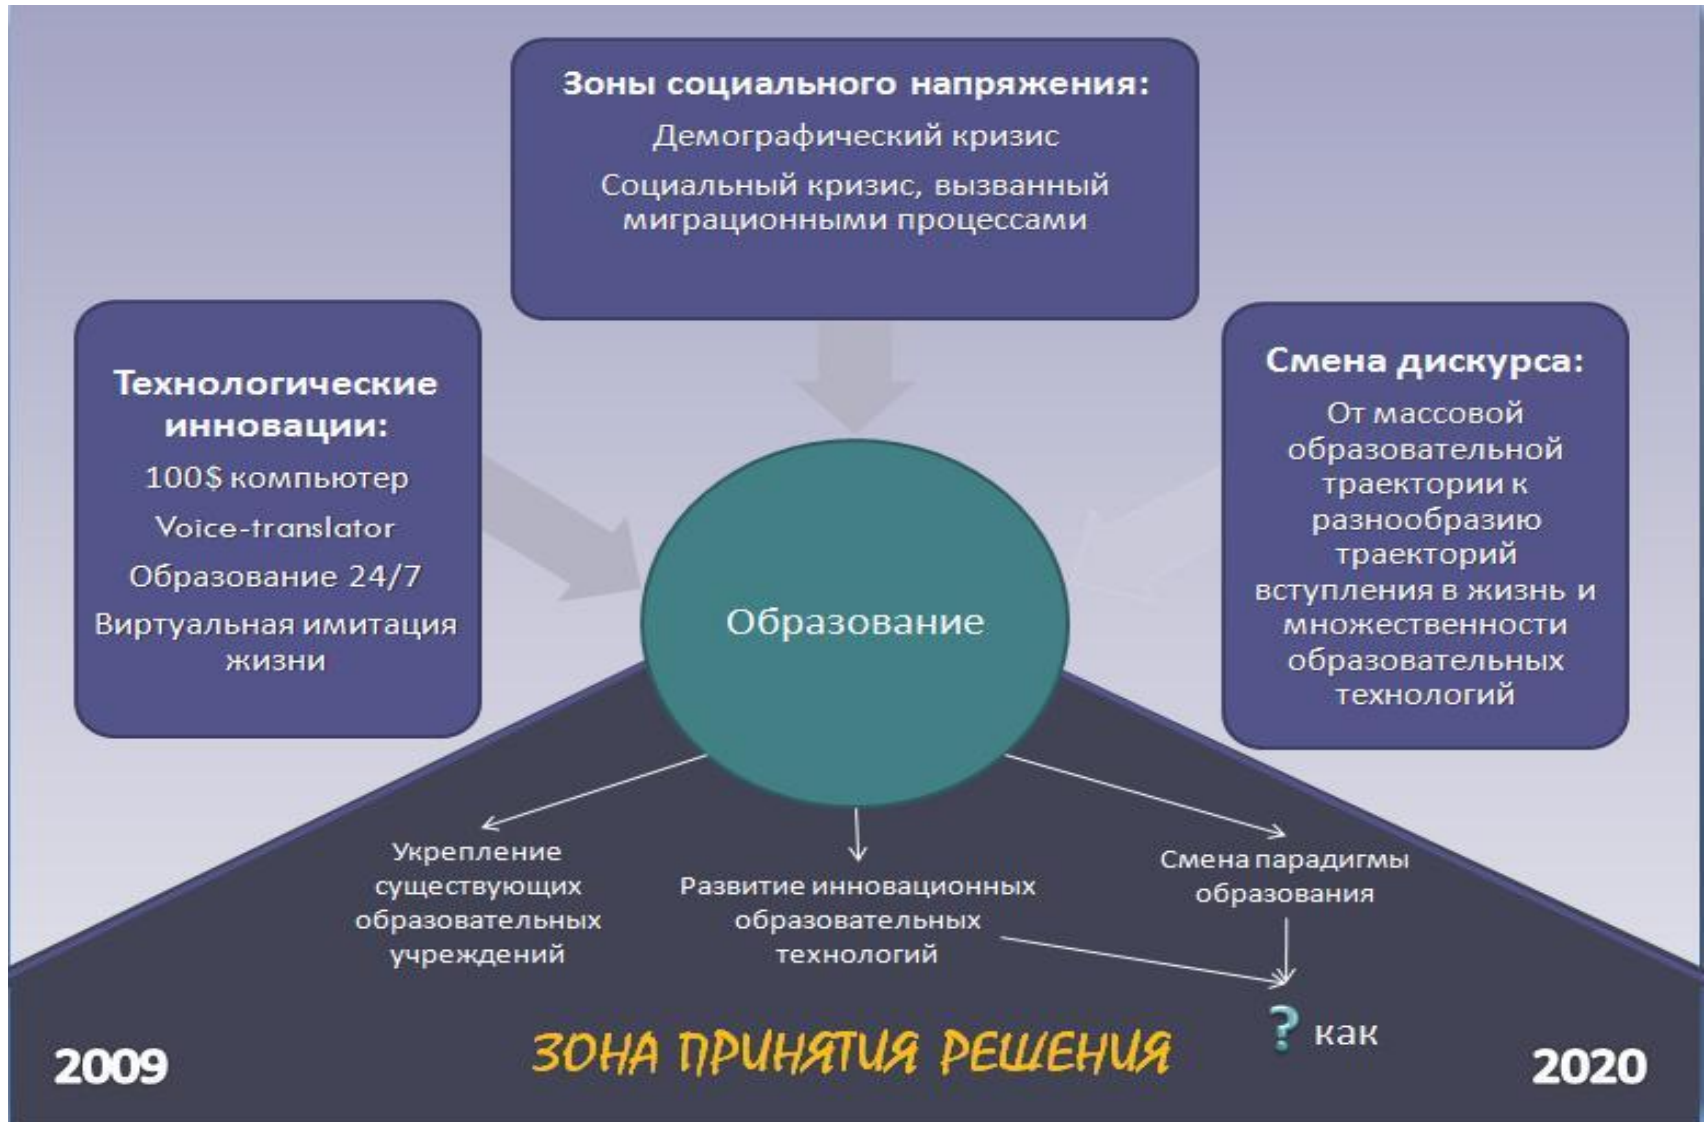 Зоны социального напряжения:
Демографический кризис
Социальный кризис, вызванный
миграционными процессами
Технологические
инновации:
100$ компьютер
Voice-translator
Образование 24/7
Виртуальная имитация
жизни
Смена дискурса:
От массовой
образовательной
траектории к
разнообразию
траекторий
вступления в жизнь и
множественности
образовательных
технологий
Образование
Укрепление
существующих
образовательных
учреждений
Развитие инновационных
образовательных
технологий
Смена парадигмы
образования
? как
2009
ЗОНА ПРИНЯТИЯ РЕШЕНИЯ
2020